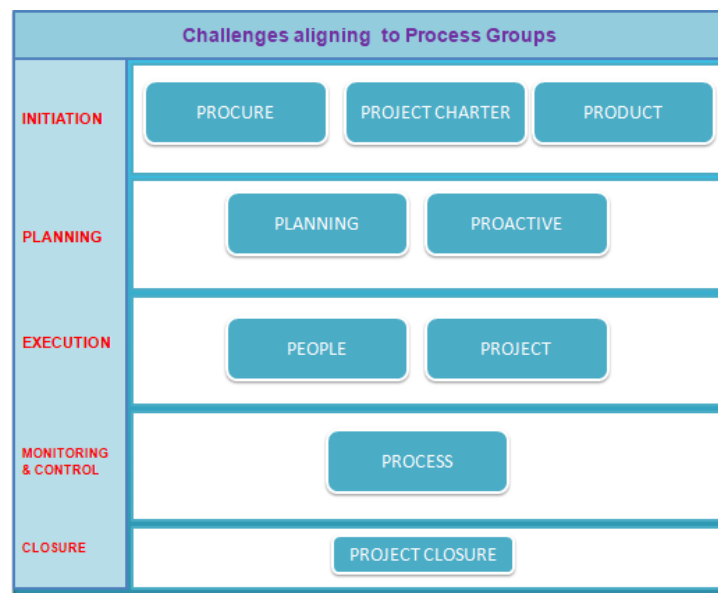 Challenges aligning to Process Groups
INITIATION
PROCURE
PROJECT CHARTER
PRODUCT
PLANNING
PLANNING
PROACTIVE
EXECUTION
PEOPLE
PROJECT
MONITORING
& CONTROL
PROCESS
CLOSURE
PROJECT CLOSURE